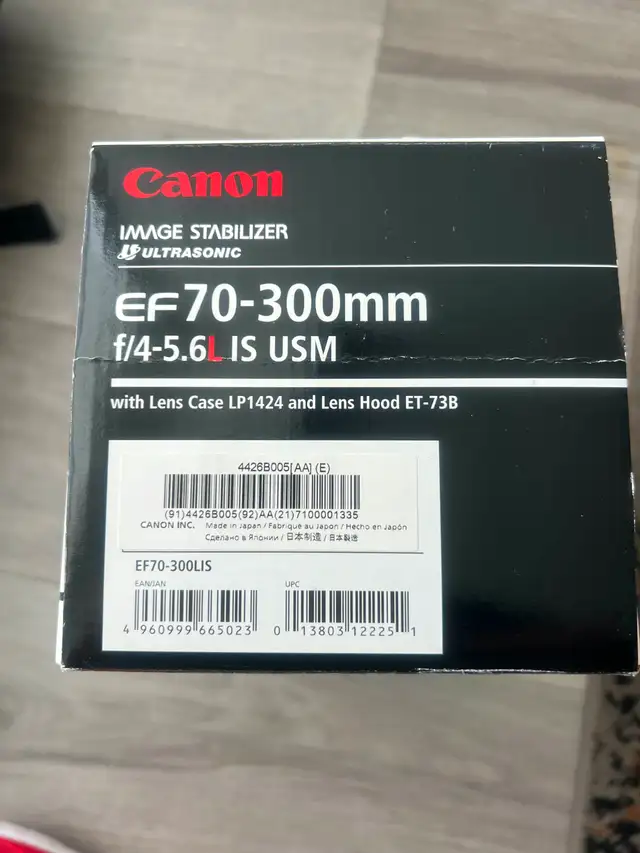 Canon
IMAGE STABILIZER
ULTRASONIC
EF70-300mm
f/4-5.6L IS USM
with Lens Case LP1424 and Lens Hood ET-73B
4426B005[AA] (E)
(91)4426B005(92)AA(21)7100001335
CANON INC. Made in Japan / Fabriqué au Japon / Hecho en Japón
Сделано в Японии / 日本制造 / 日本製造
EF70-300LIS
EAN/JAN UPC
4 960999 665023 0 13803 12225 1